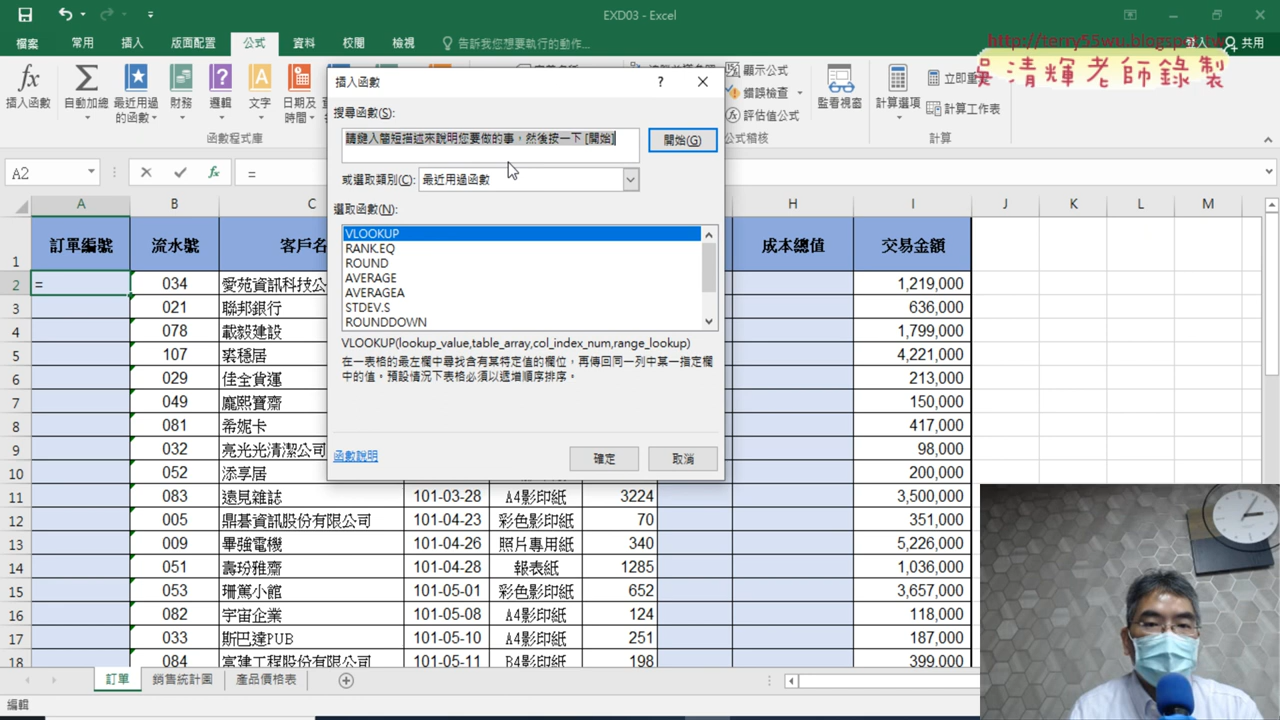 EXD03 - Excel
檔案 常用 插入 版面配置 公式 資料 校閱 檢視 告訴我您想要執行的動作... 登入 共用
http://terry55wu.blogspot.tw
吳清輝老師錄製
插入函數 自動加總 最近用過的函數 財務 邏輯 文字 日期及時間
顯示公式
錯誤檢查
評估值公式
監看視窗 計算選項 立即重
計算工作表
函數程式庫 計算
A2 =
插入函數
搜尋函數(S):
請鍵入簡短描述來說明您要做的事，然後按一下 [開始]
開始(G)
或選取類別(C): 最近用過函數
選取函數(N):
VLOOKUP
RANK.EQ
ROUND
AVERAGE
AVERAGEA
STDEV.S
ROUNDDOWN
VLOOKUP(lookup_value,table_array,col_index_num,range_lookup)
在一表格的最左欄中尋找含有某特定值的欄位，再傳回同一列中某一指定欄
中的值。預設情況下表格必須以遞增順序排序。
函數說明 確定 取消
A B C H I J K L M
1 訂單編號 流水號 客戶名 成本總值 交易金額
2 = 034 愛苑資訊科技公 1,219,000
3 021 聯邦銀行 636,000
4 078 載毅建設 1,799,000
5 107 裘穩居 4,221,000
6 029 佳全貨運 213,000
7 049 龐熙寶齋 150,000
8 081 希妮卡 417,000
9 032 亮光光清潔公司 98,000
10 052 添享居 200,000
11 083 遠見雜誌 101-03-28 A4影印紙 3224 3,500,000
12 005 鼎碁資訊股份有限公司 101-04-23 彩色影印紙 70 351,000
13 009 畢強電機 101-04-26 照片專用紙 340 5,226,000
14 051 壽玢雅齋 101-04-28 報表紙 1285 1,036,000
15 053 珊篤小館 101-05-01 彩色影印紙 652 3,657,000
16 082 宇宙企業 101-05-08 A4影印紙 124 118,000
17 033 斯巴達PUB 101-05-10 A4影印紙 251 187,000
18 084 富建工程股份有限公司 101-05-11 B4影印紙 198 399,000
訂單 銷售統計圖 產品價格表
編輯